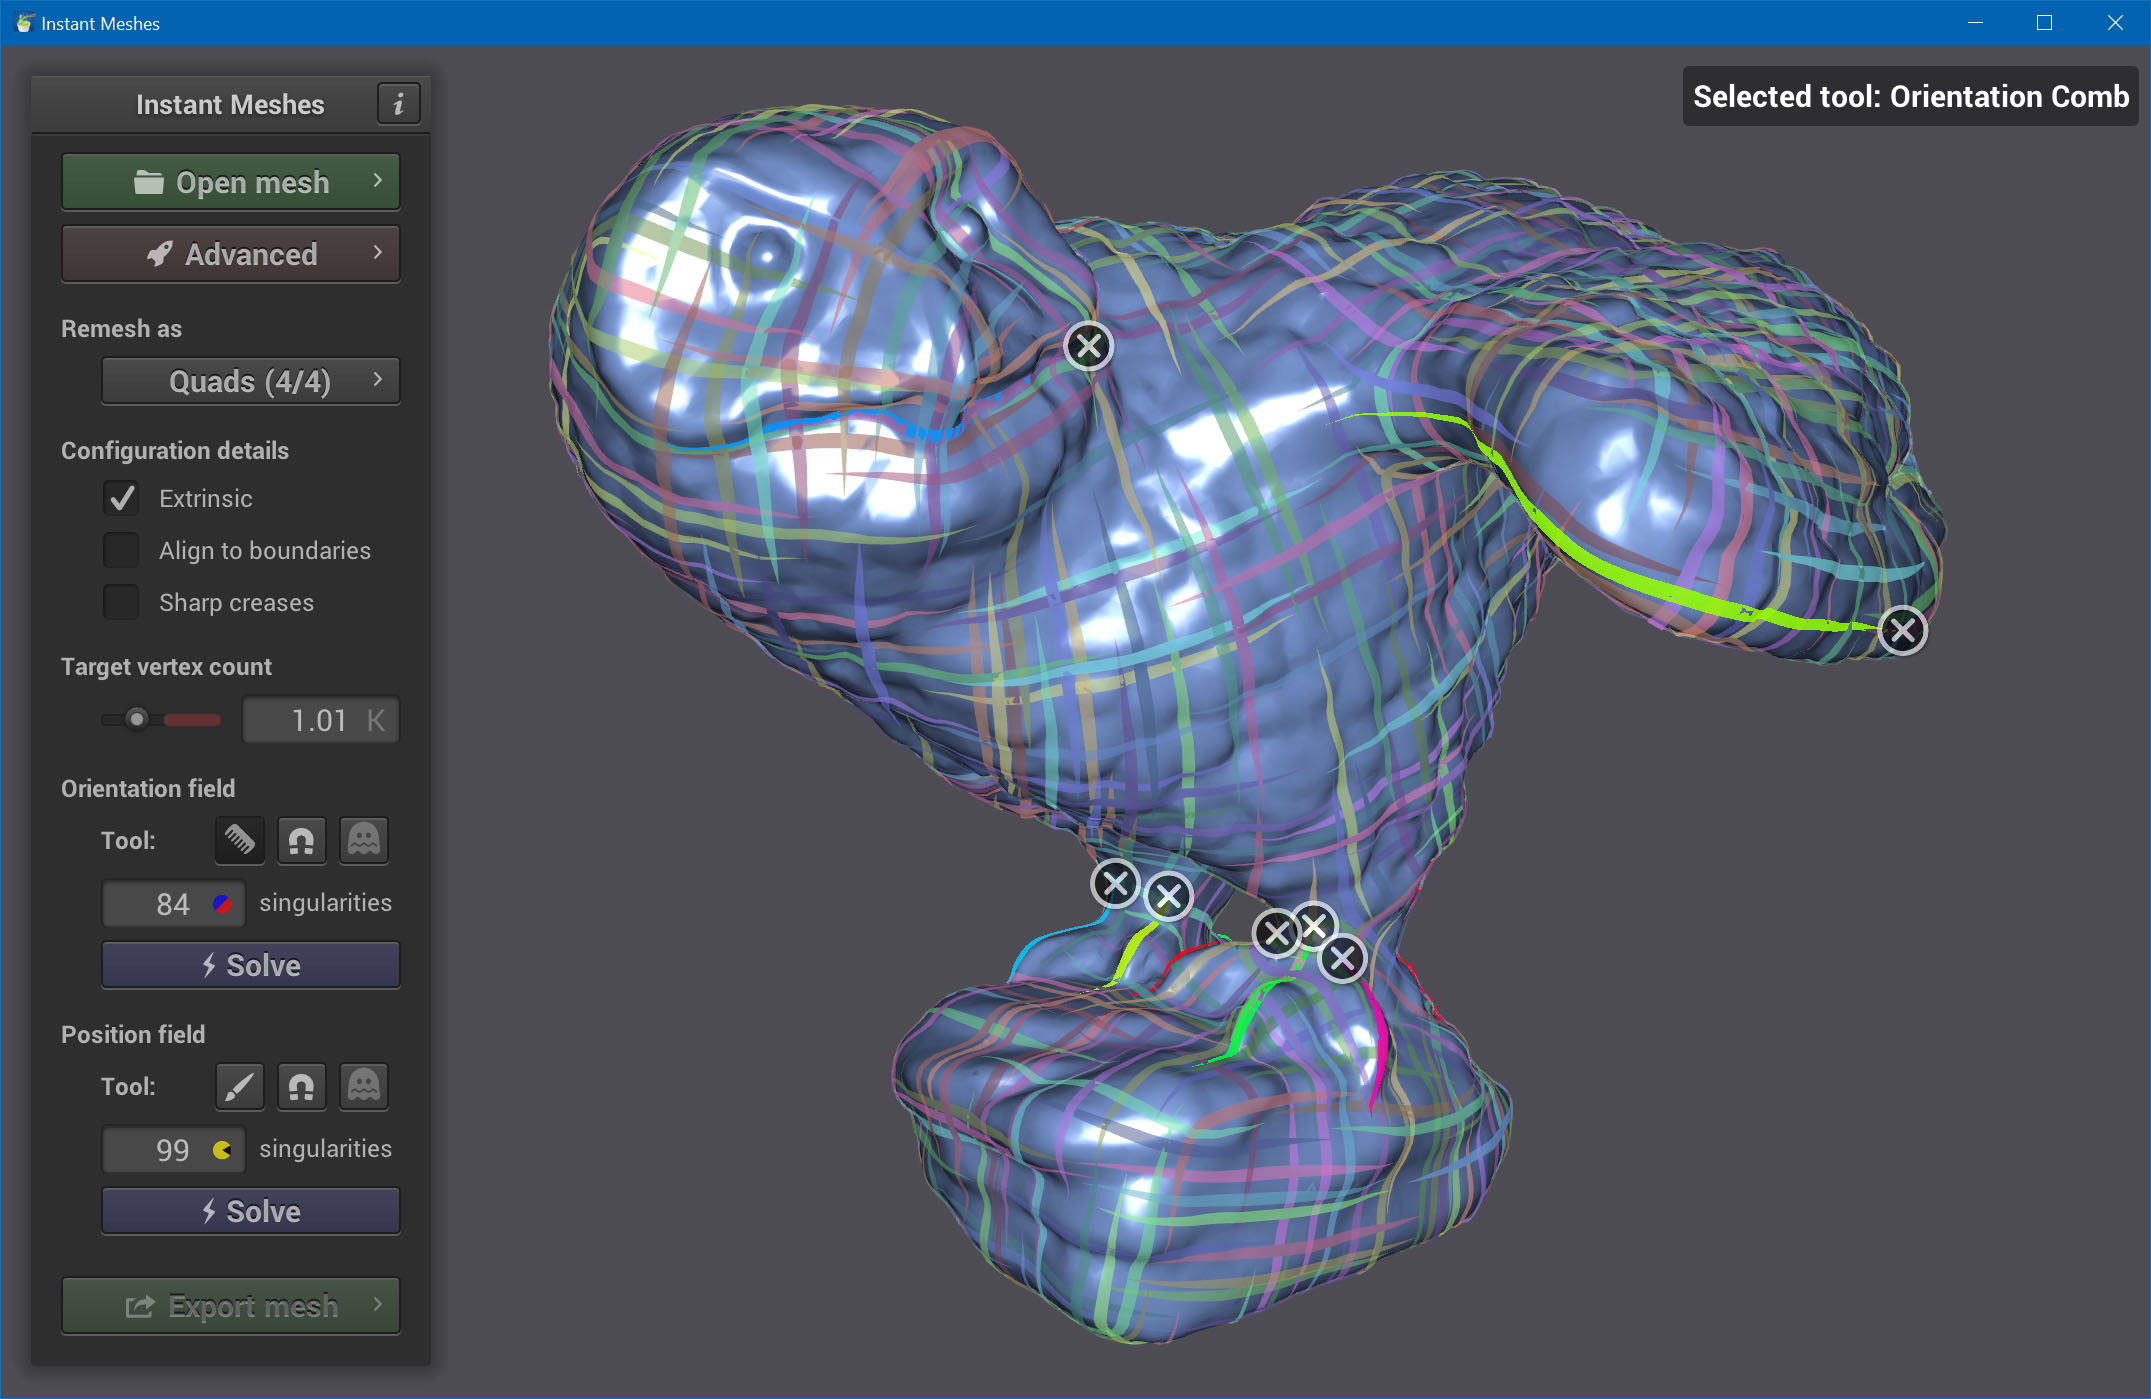 Instant Meshes
Selected tool: Orientation Comb
Instant Meshes i
Open mesh
Advanced
Remesh as
Quads (4/4)
Configuration details
Extrinsic
Align to boundaries
Sharp creases
Target vertex count
1.01 K
Orientation field
Tool:
84 singularities
Solve
Position field
Tool:
99 singularities
Solve
Export mesh